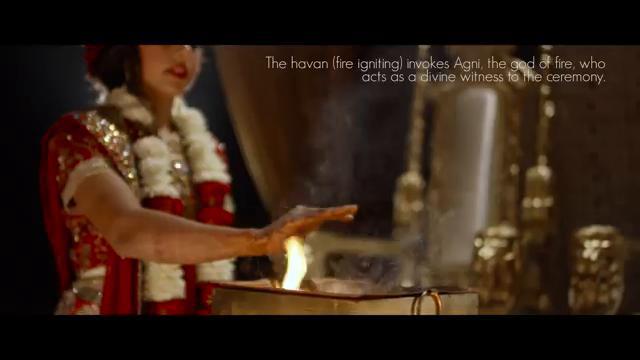 The havan (fire igniting) invokes Agni, the god of fire, who
acts as a divine witness to the ceremony.